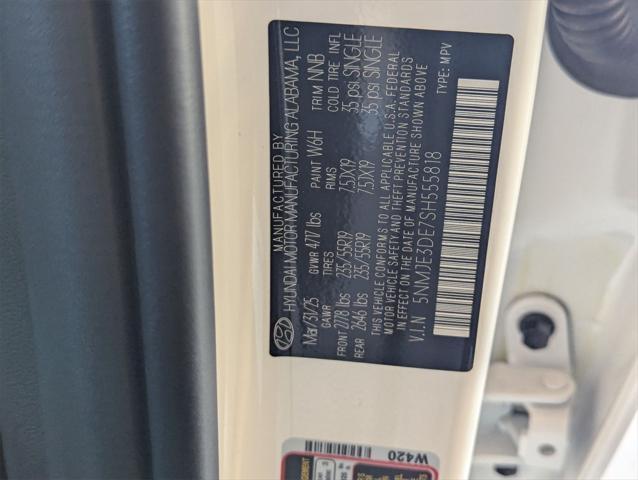 MANUFACTURED BY
HYUNDAI MOTOR MANUFACTURING ALABAMA, LLC
Mar/31/25 GVWR 4717 lbs PAINT W6H TRIM NNB
GAWR TIRES RIMS COLD TIRE INFL
FRONT 2778 lbs 235/55R19 7.5JX19 35 psi SINGLE
REAR 2646 lbs 235/55R19 7.5JX19 35 psi SINGLE
THIS VEHICLE CONFORMS TO ALL APPLICABLE U.S.A. FEDERAL
MOTOR VEHICLE SAFETY AND THEFT PREVENTION STANDARDS
IN EFFECT ON THE DATE OF MANUFACTURE SHOWN ABOVE
V.I.N 5NMJE3DE7SH555818 TYPE: MPV
W420